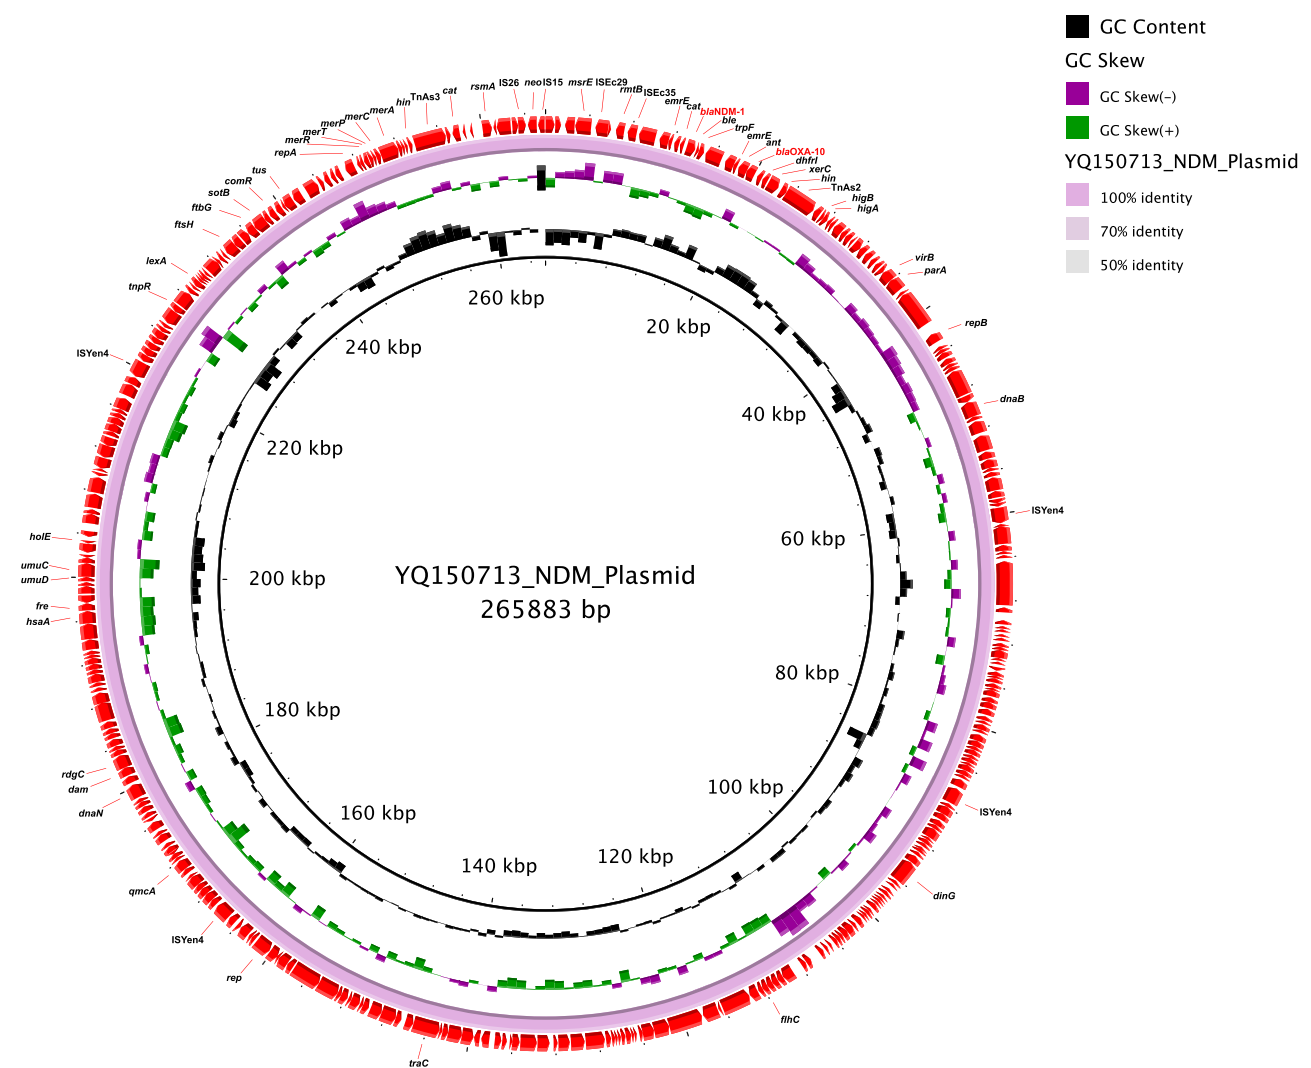 GC Content
GC Skew
GC Skew(-)
GC Skew(+)
YQ150713_NDM_Plasmid
100% identity
70% identity
50% identity
YQ150713_NDM_Plasmid
265883 bp
20 kbp
40 kbp
60 kbp
80 kbp
100 kbp
120 kbp
140 kbp
160 kbp
180 kbp
200 kbp
220 kbp
240 kbp
260 kbp
neo
IS15
msrE
ISEc29
rmtB
ISEc35
emrE
cat
blaNDM-1
ble
trpF
emrE
ant
blaOXA-10
dhfrI
xerC
hin
TnAs2
higB
higA
virB
parA
repB
dnaB
ISYen4
ISYen4
dinG
flhC
traC
rep
ISYen4
qmcA
dnaN
dam
rdgC
hsaA
fre
umuD
umuC
holE
ISYen4
tnpR
lexA
ftsH
ftbG
sotB
comR
tus
repA
merR
merT
merP
merC
merA
hin
TnAs3
cat
rsmA
IS26